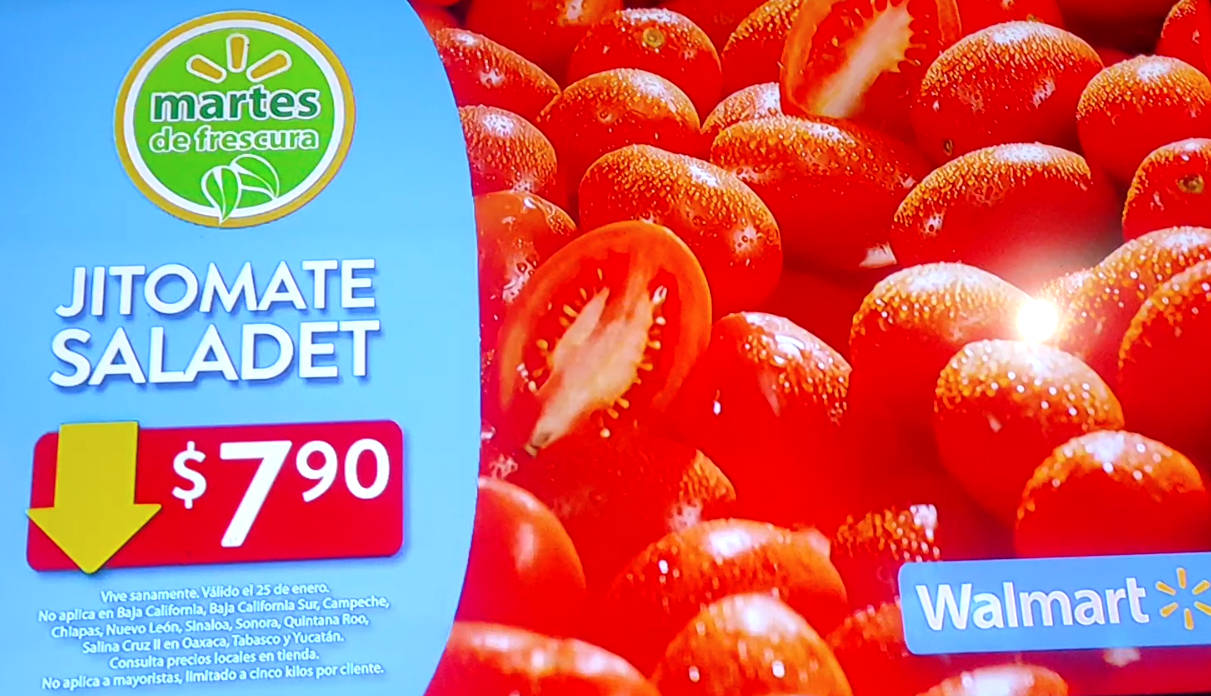 martes
de frescura
JITOMATE
SALADET
$790
Vive sanamente. Válido el 25 de enero.
No aplica en Baja California, Baja California Sur, Campeche,
Chiapas, Nuevo León, Sinaloa, Sonora, Quintana Roo,
Salina Cruz II en Oaxaca, Tabasco y Yucatán.
Consulta precios locales en tienda.
No aplica a mayoristas, limitado a cinco kilos por cliente.
Walmart